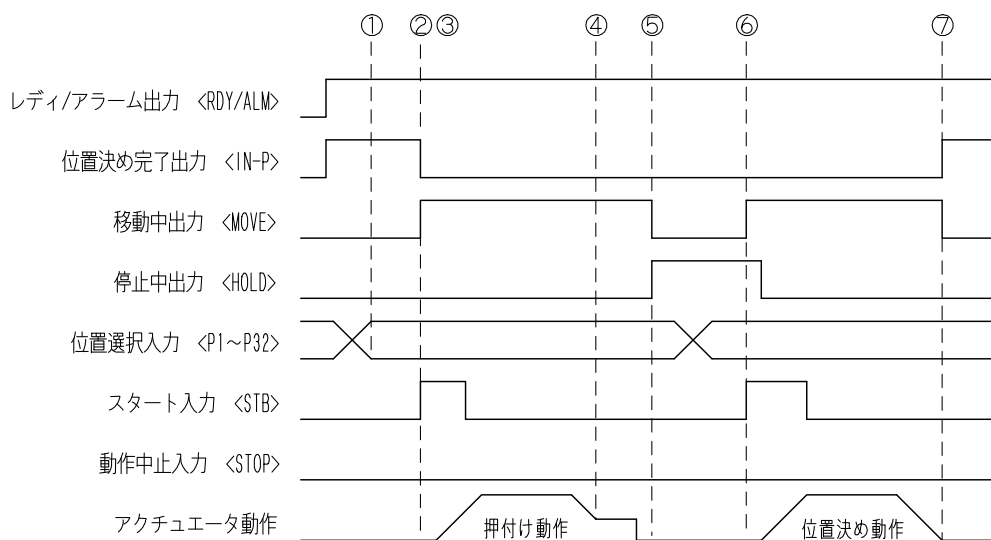 ① ②③ ④ ⑤ ⑥ ⑦
レディ/アラーム出力 <RDY/ALM>
位置決め完了出力 <IN-P>
移動中出力 <MOVE>
停止中出力 <HOLD>
位置選択入力 <P1～P32>
スタート入力 <STB>
動作中止入力 <STOP>
アクチュエータ動作 押付け動作 位置決め動作